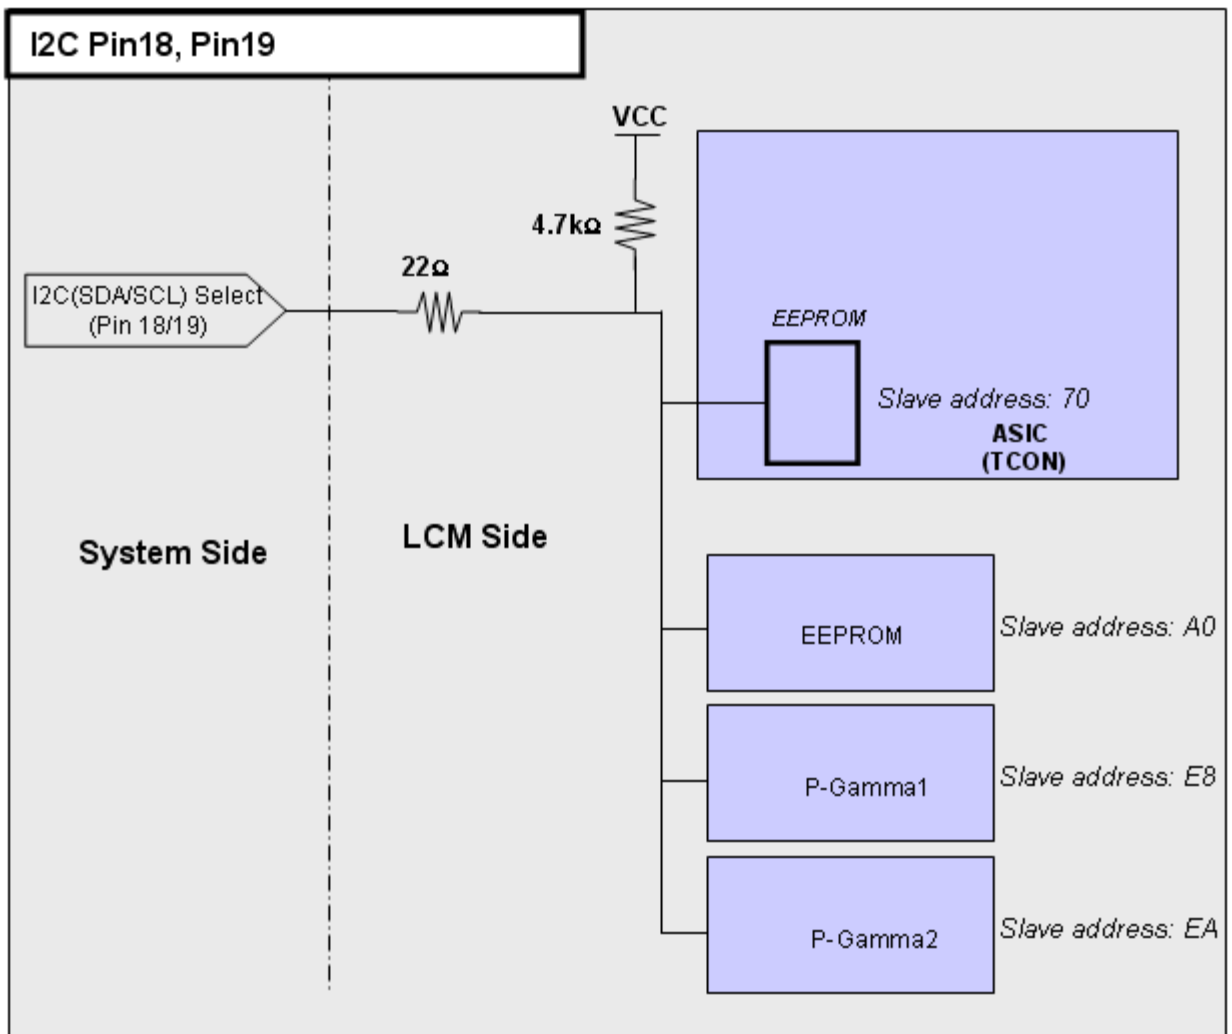 I2C Pin18, Pin19
VCC
4.7kΩ
22Ω
I2C(SDA/SCL) Select
(Pin 18/19)
EEPROM
Slave address: 70
ASIC
(TCON)
System Side
LCM Side
EEPROM
Slave address: A0
P-Gamma1
Slave address: E8
P-Gamma2
Slave address: EA